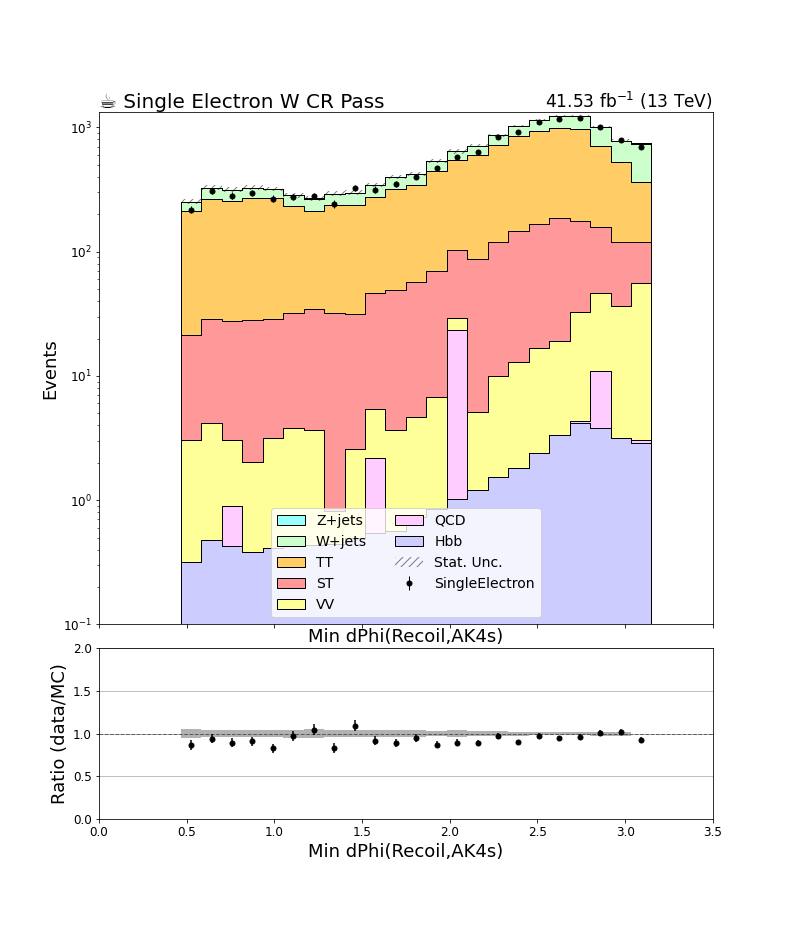 ☕ Single Electron W CR Pass
41.53 fb⁻¹ (13 TeV)
Events
10³
10²
10¹
10⁰
10⁻¹
Z+jets
W+jets
TT
ST
VV
QCD
Hbb
Stat. Unc.
SingleElectron
Min dPhi(Recoil,AK4s)
Ratio (data/MC)
2.0
1.5
1.0
0.5
0.0
0.0 0.5 1.0 1.5 2.0 2.5 3.0 3.5
Min dPhi(Recoil,AK4s)